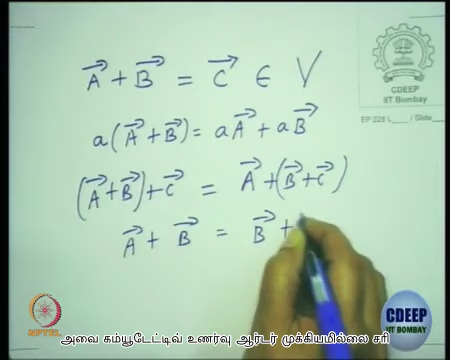 A⃗ + B⃗ = C⃗ ∈ V
a(A⃗ + B⃗) = aA⃗ + aB⃗
(A⃗ + B⃗) + C⃗ = A⃗ + (B⃗ + C⃗)
A⃗ + B⃗ = B⃗ +
CDEEP
IIT Bombay
EP 228 L___/ Slide___
NPTEL
CDEEP
IIT Bombay
அவை கம்யூடேட்டிவ் உணர்வு ஆர்டர் முக்கியமில்லை சரி